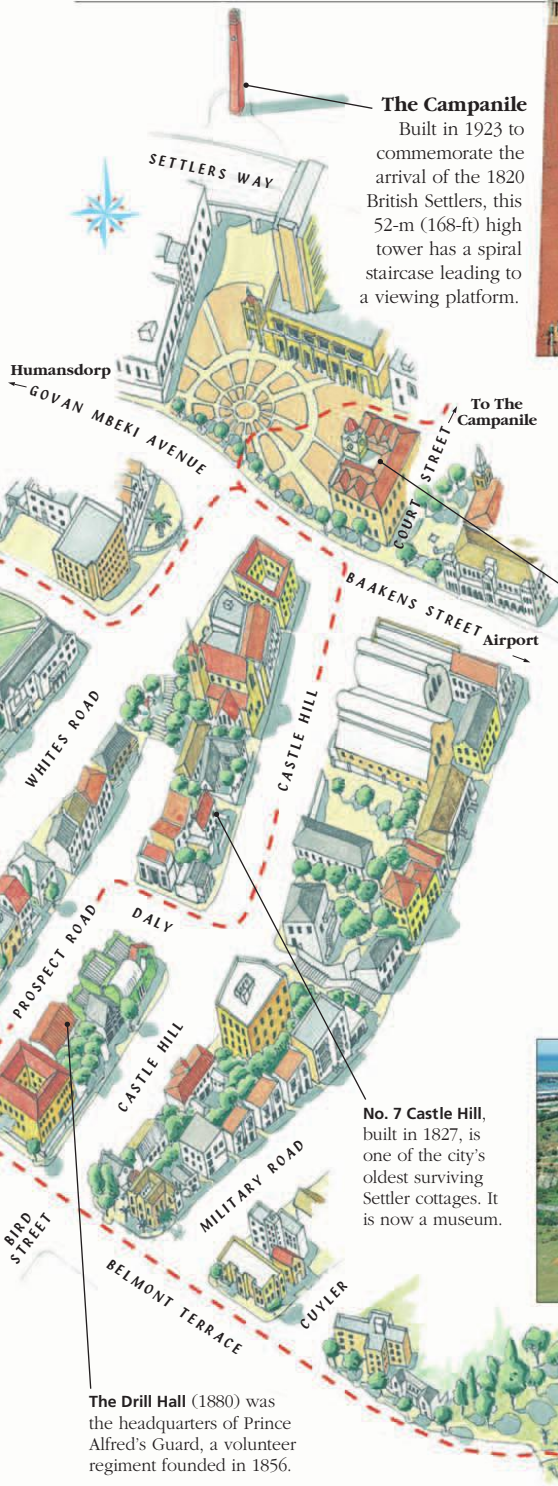 The Campanile
Built in 1923 to
commemorate the
arrival of the 1820
British Settlers, this
52-m (168-ft) high
tower has a spiral
staircase leading to
a viewing platform.
SETTLERS WAY
Humansdorp
GOVAN MBEKI AVENUE
To The
Campanile
COURT STREET
BAAKENS STREET
Airport
WHITES ROAD
CASTLE HILL
DALY
PROSPECT ROAD
CASTLE HILL
No. 7 Castle Hill,
built in 1827, is
one of the city's
oldest surviving
Settler cottages. It
is now a museum.
MILITARY ROAD
BIRD
STREET
BELMONT TERRACE
CUYLER
The Drill Hall (1880) was
the headquarters of Prince
Alfred's Guard, a volunteer
regiment founded in 1856.